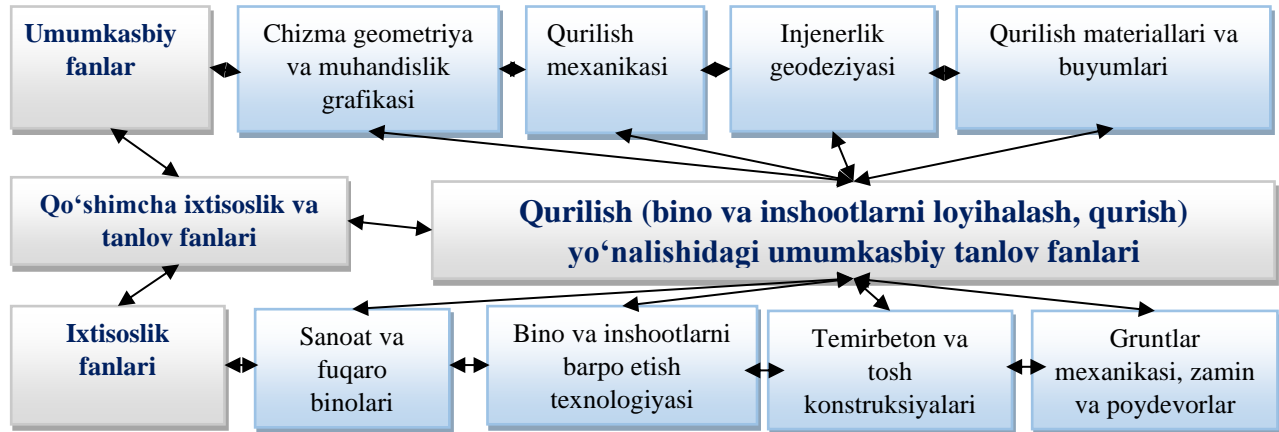 Umumkasbiy
fanlar
Chizma geometriya
va muhandislik
grafikasi
Qurilish
mexanikasi
Injenerlik
geodeziyasi
Qurilish materiallari va
buyumlari
Qo‘shimcha ixtisoslik va
tanlov fanlari
Qurilish (bino va inshootlarni loyihalash, qurish)
yo‘nalishidagi umumkasbiy tanlov fanlari
Ixtisoslik
fanlari
Sanoat va
fuqaro
binolari
Bino va inshootlarni
barpo etish
texnologiyasi
Temirbeton va
tosh
konstruksiyalari
Gruntlar
mexanikasi, zamin
va poydevorlar